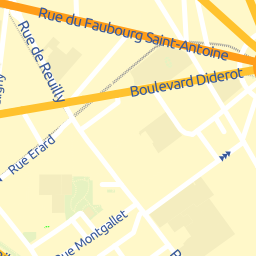 Rue du Faubourg Saint-Antoine
Rue de Reuilly
Boulevard Diderot
Rue Erard
Rue Montgallet